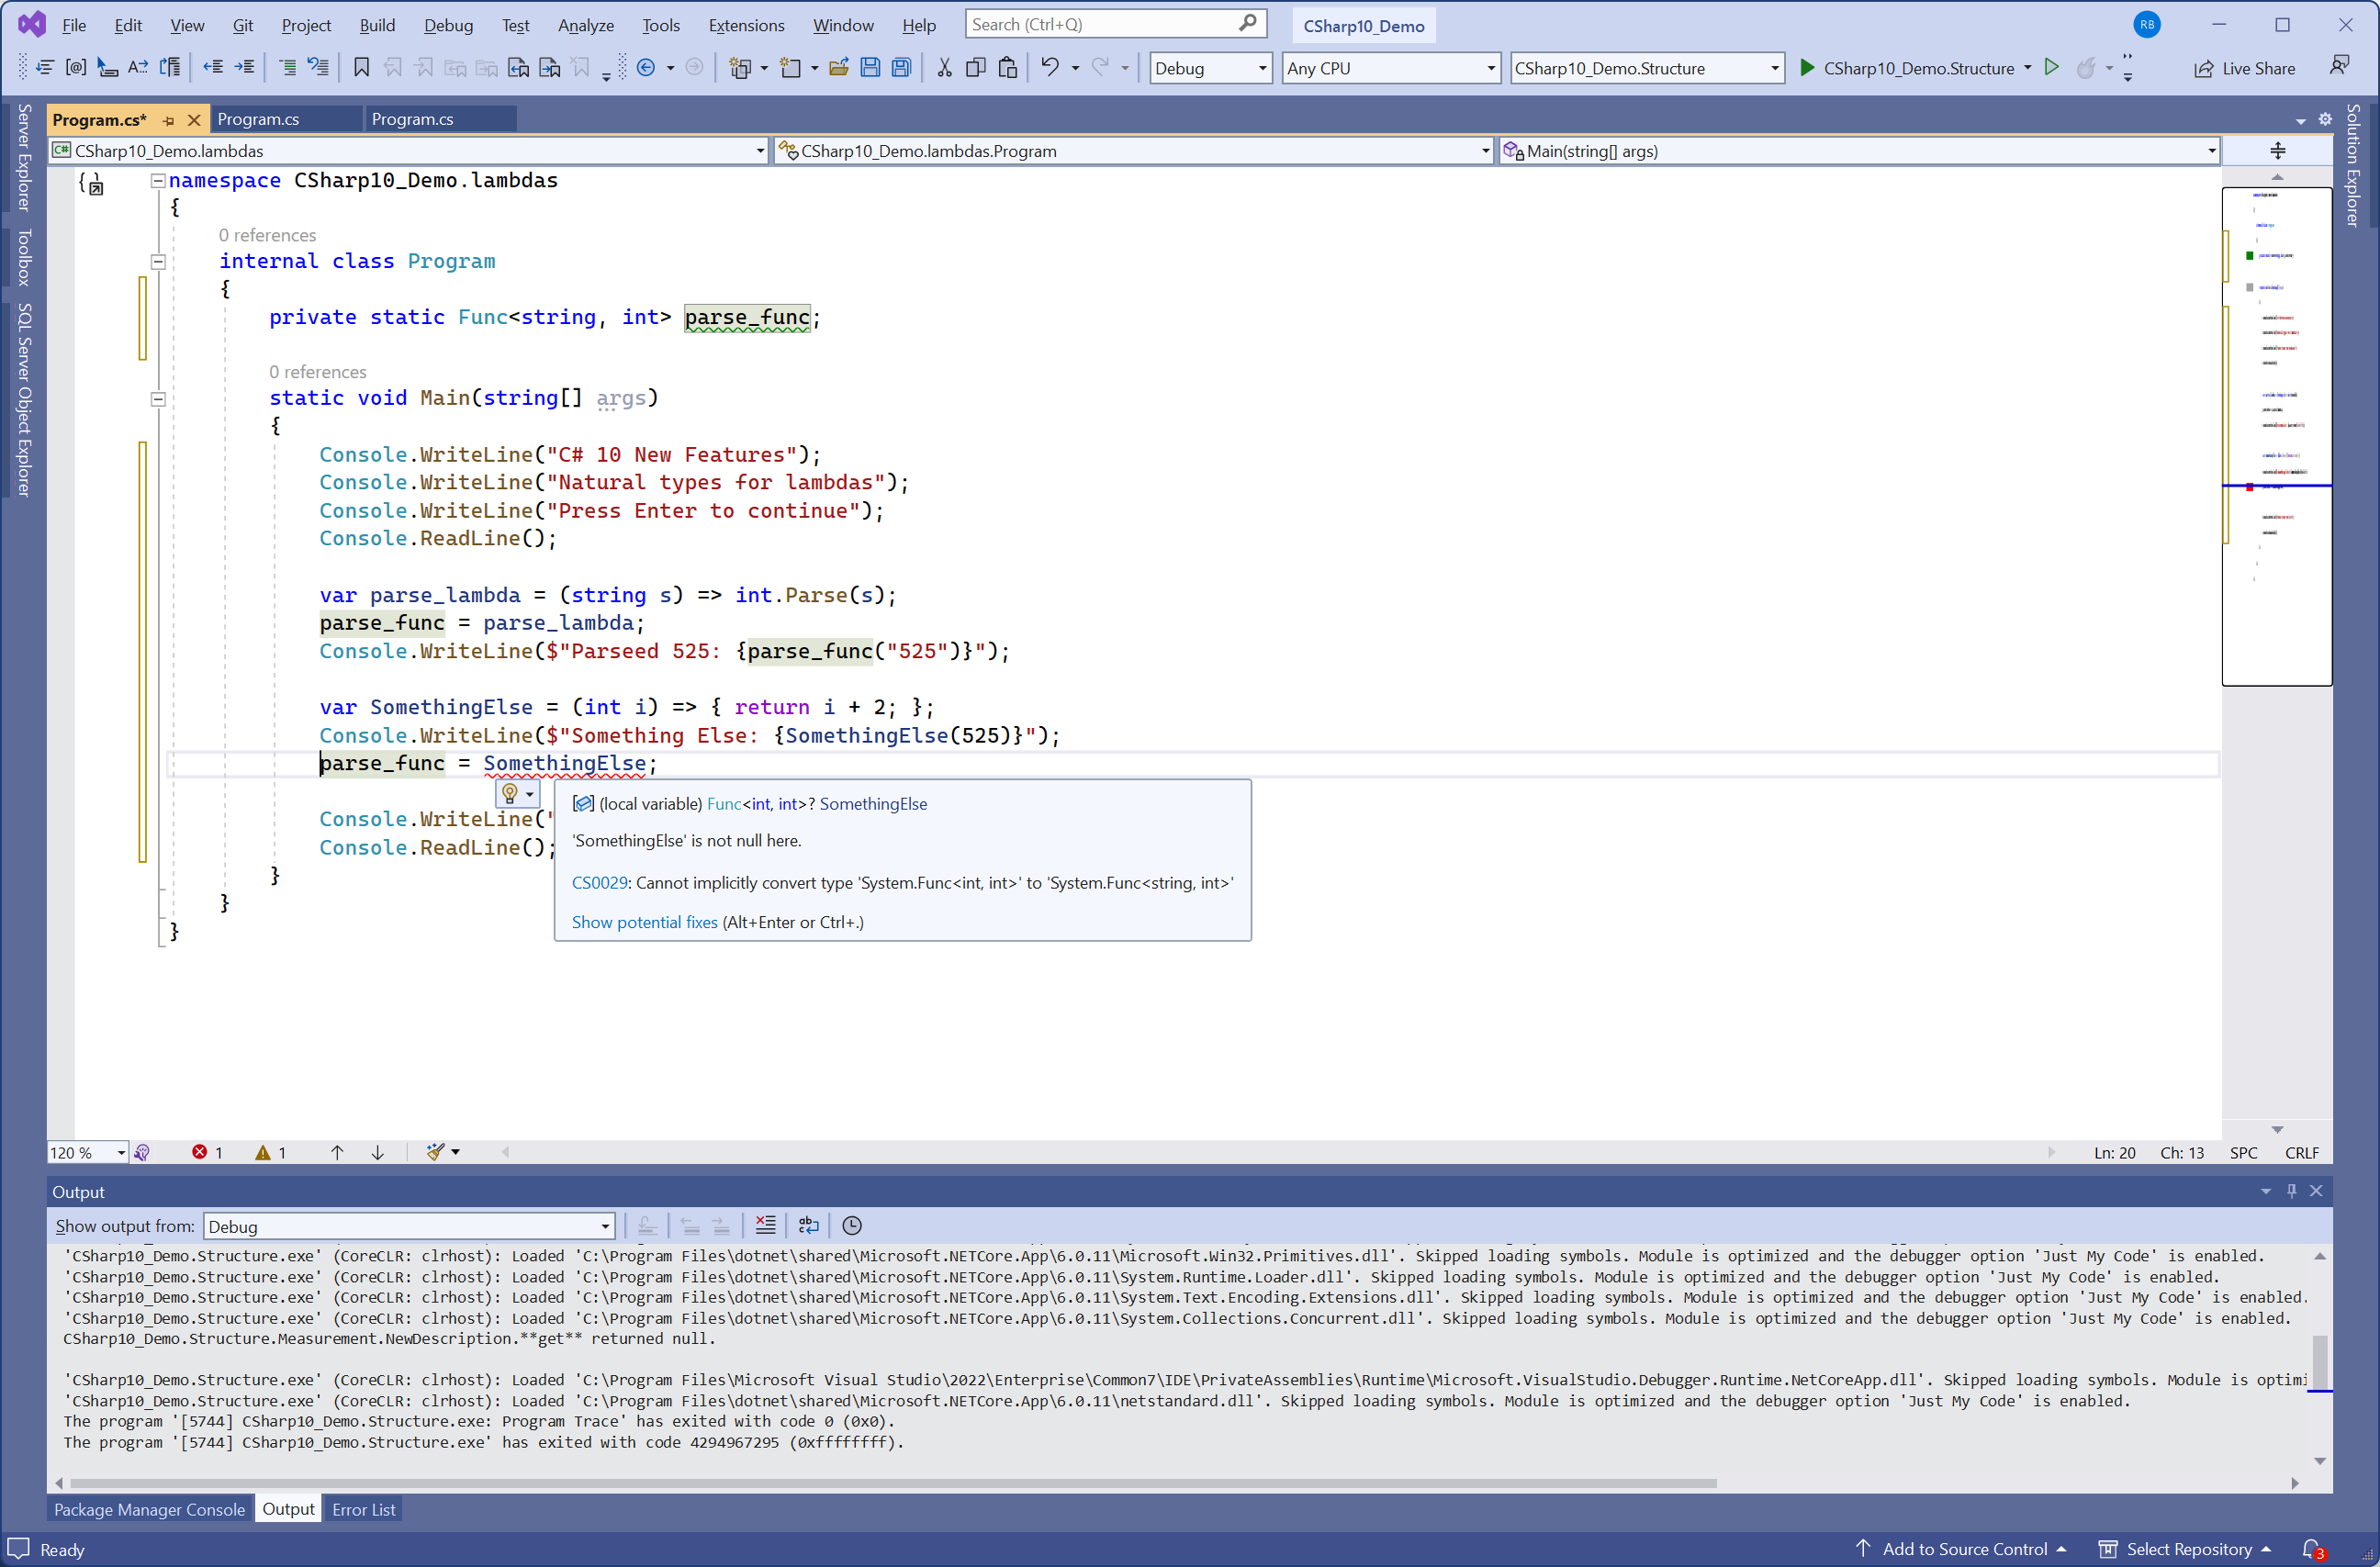 File Edit View Git Project Build Debug Test Analyze Tools Extensions Window Help Search (Ctrl+Q) CSharp10_Demo RB
Debug Any CPU CSharp10_Demo.Structure CSharp10_Demo.Structure Live Share
Program.cs* Program.cs Program.cs
CSharp10_Demo.lambdas CSharp10_Demo.lambdas.Program Main(string[] args)
Server Explorer
Toolbox
SQL Server Object Explorer
Solution Explorer
namespace CSharp10_Demo.lambdas
{
0 references
internal class Program
{
private static Func<string, int> parse_func;
0 references
static void Main(string[] args)
{
Console.WriteLine("C# 10 New Features");
Console.WriteLine("Natural types for lambdas");
Console.WriteLine("Press Enter to continue");
Console.ReadLine();
var parse_lambda = (string s) => int.Parse(s);
parse_func = parse_lambda;
Console.WriteLine($"Parseed 525: {parse_func("525")}");
var SomethingElse = (int i) => { return i + 2; };
Console.WriteLine($"Something Else: {SomethingElse(525)}");
parse_func = SomethingElse;
Console.WriteLine("
Console.ReadLine();
}
}
}
(local variable) Func<int, int>? SomethingElse
'SomethingElse' is not null here.
CS0029: Cannot implicitly convert type 'System.Func<int, int>' to 'System.Func<string, int>'
Show potential fixes (Alt+Enter or Ctrl+.)
120 % 1 1 Ln: 20 Ch: 13 SPC CRLF
Output
Show output from: Debug
'CSharp10_Demo.Structure.exe' (CoreCLR: clrhost): Loaded 'C:\Program Files\dotnet\shared\Microsoft.NETCore.App\6.0.11\Microsoft.Win32.Primitives.dll'. Skipped loading symbols. Module is optimized and the debugger option 'Just My Code' is enabled.
'CSharp10_Demo.Structure.exe' (CoreCLR: clrhost): Loaded 'C:\Program Files\dotnet\shared\Microsoft.NETCore.App\6.0.11\System.Runtime.Loader.dll'. Skipped loading symbols. Module is optimized and the debugger option 'Just My Code' is enabled.
'CSharp10_Demo.Structure.exe' (CoreCLR: clrhost): Loaded 'C:\Program Files\dotnet\shared\Microsoft.NETCore.App\6.0.11\System.Text.Encoding.Extensions.dll'. Skipped loading symbols. Module is optimized and the debugger option 'Just My Code' is enabled.
'CSharp10_Demo.Structure.exe' (CoreCLR: clrhost): Loaded 'C:\Program Files\dotnet\shared\Microsoft.NETCore.App\6.0.11\System.Collections.Concurrent.dll'. Skipped loading symbols. Module is optimized and the debugger option 'Just My Code' is enabled.
CSharp10_Demo.Structure.Measurement.NewDescription.**get** returned null.
'CSharp10_Demo.Structure.exe' (CoreCLR: clrhost): Loaded 'C:\Program Files\Microsoft Visual Studio\2022\Enterprise\Common7\IDE\PrivateAssemblies\Runtime\Microsoft.VisualStudio.Debugger.Runtime.NetCoreApp.dll'. Skipped loading symbols. Module is optimi
'CSharp10_Demo.Structure.exe' (CoreCLR: clrhost): Loaded 'C:\Program Files\dotnet\shared\Microsoft.NETCore.App\6.0.11\netstandard.dll'. Skipped loading symbols. Module is optimized and the debugger option 'Just My Code' is enabled.
The program '[5744] CSharp10_Demo.Structure.exe: Program Trace' has exited with code 0 (0x0).
The program '[5744] CSharp10_Demo.Structure.exe' has exited with code 4294967295 (0xffffffff).
Package Manager Console Output Error List
Ready Add to Source Control Select Repository 3